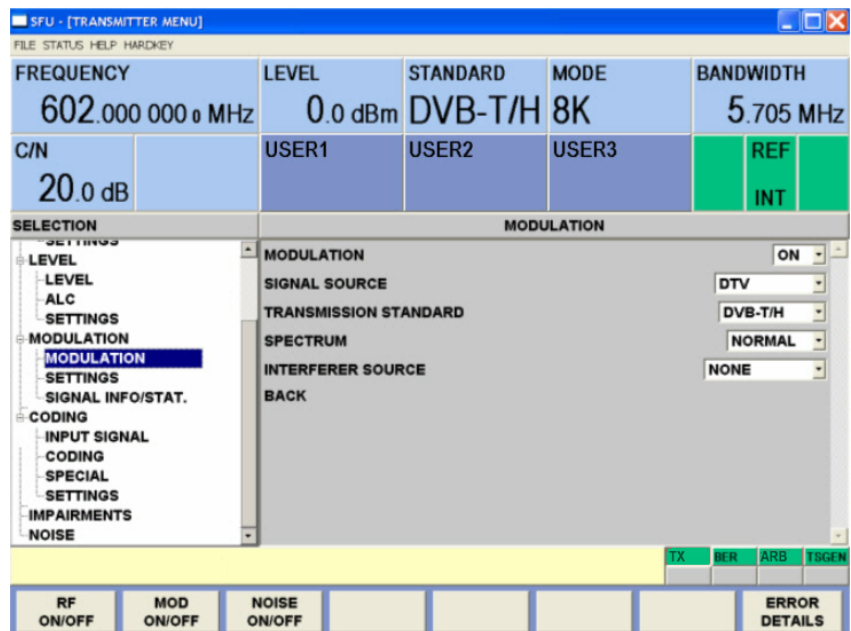 SFU - [TRANSMITTER MENU]
FILE STATUS HELP HARDKEY
FREQUENCY LEVEL STANDARD MODE BANDWIDTH
602.000 000 0 MHz 0.0 dBm DVB-T/H 8K 5.705 MHz
C/N USER1 USER2 USER3 REF
20.0 dB INT
SELECTION MODULATION
SETTINGS
LEVEL
LEVEL
ALC
SETTINGS
MODULATION
MODULATION
SETTINGS
SIGNAL INFO/STAT.
CODING
INPUT SIGNAL
CODING
SPECIAL
SETTINGS
IMPAIRMENTS
NOISE
MODULATION ON
SIGNAL SOURCE DTV
TRANSMISSION STANDARD DVB-T/H
SPECTRUM NORMAL
INTERFERER SOURCE NONE
BACK
TX BER ARB TSGEN
RF ON/OFF
MOD ON/OFF
NOISE ON/OFF
ERROR DETAILS